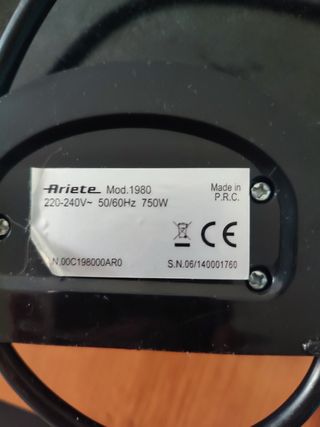 Ariete Mod.1980
220-240V~ 50/60Hz 750W
Made in
P.R.C.
CE
.N.00C198000AR0
S.N.06/140001760